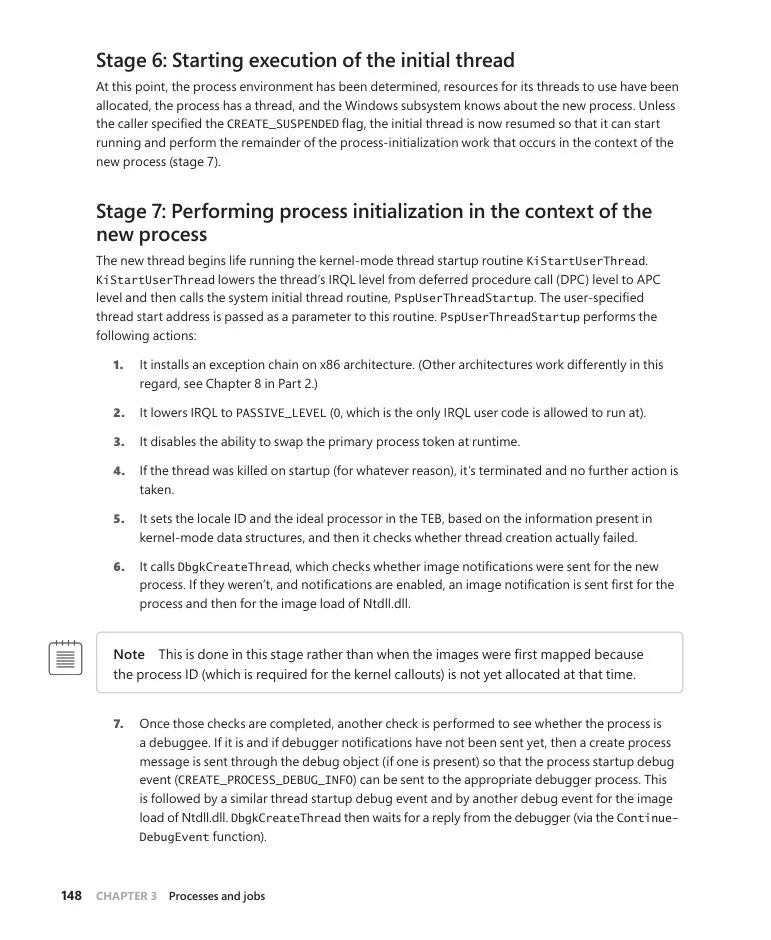 Stage 6: Starting execution of the initial thread
At this point, the process environment has been determined, resources for its threads to use have been
allocated, the process has a thread, and the Windows subsystem knows about the new process. Unless
the caller specified the CREATE_SUSPENDED flag, the initial thread is now resumed so that it can start
running and perform the remainder of the process-initialization work that occurs in the context of the
new process (stage 7).
Stage 7: Performing process initialization in the context of the
new process
The new thread begins life running the kernel-mode thread startup routine KiStartUserThread.
KiStartUserThread lowers the thread's IRQL level from deferred procedure call (DPC) level to APC
level and then calls the system initial thread routine, PspUserThreadStartup. The user-specified
thread start address is passed as a parameter to this routine. PspUserThreadStartup performs the
following actions:
1. It installs an exception chain on x86 architecture. (Other architectures work differently in this
regard, see Chapter 8 in Part 2.)
2. It lowers IRQL to PASSIVE_LEVEL (0, which is the only IRQL user code is allowed to run at).
3. It disables the ability to swap the primary process token at runtime.
4. If the thread was killed on startup (for whatever reason), it's terminated and no further action is
taken.
5. It sets the locale ID and the ideal processor in the TEB, based on the information present in
kernel-mode data structures, and then it checks whether thread creation actually failed.
6. It calls DbgkCreateThread, which checks whether image notifications were sent for the new
process. If they weren't, and notifications are enabled, an image notification is sent first for the
process and then for the image load of Ntdll.dll.
Note This is done in this stage rather than when the images were first mapped because
the process ID (which is required for the kernel callouts) is not yet allocated at that time.
7. Once those checks are completed, another check is performed to see whether the process is
a debuggee. If it is and if debugger notifications have not been sent yet, then a create process
message is sent through the debug object (if one is present) so that the process startup debug
event (CREATE_PROCESS_DEBUG_INFO) can be sent to the appropriate debugger process. This
is followed by a similar thread startup debug event and by another debug event for the image
load of Ntdll.dll. DbgkCreateThread then waits for a reply from the debugger (via the Continue-
DebugEvent function).
148 CHAPTER 3 Processes and jobs